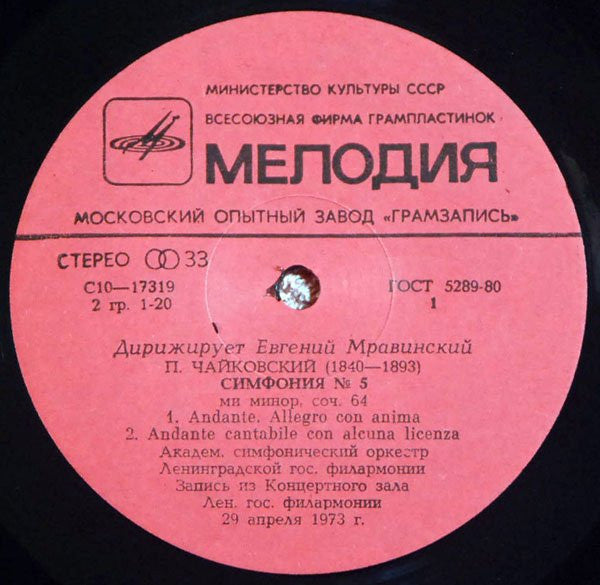 МИНИСТЕРСТВО КУЛЬТУРЫ СССР
ВСЕСОЮЗНАЯ ФИРМА ГРАМПЛАСТИНОК
МЕЛОДИЯ
МОСКОВСКИЙ ОПЫТНЫЙ ЗАВОД «ГРАМЗАПИСЬ»
СТЕРЕО 33
С10—17319
2 гр. 1-20
ГОСТ 5289-80
1
Дирижирует Евгений Мравинский
П. ЧАЙКОВСКИЙ (1840—1893)
СИМФОНИЯ № 5
ми минор, соч. 64
1. Andante. Allegro con anima
2. Andante cantabile con alcuna licenza
Академ. симфонический оркестр
Ленинградской гос. филармонии
Запись из Концертного зала
Лен. гос. филармонии
29 апреля 1973 г.